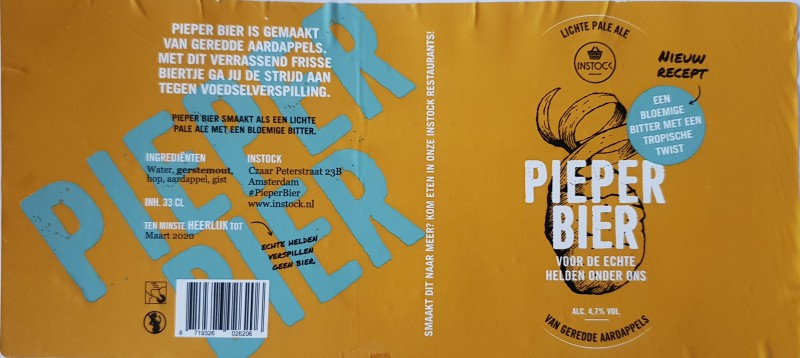 PIEPER BIER IS GEMAAKT
VAN GEREDDE AARDAPPELS.
MET DIT VERRASSEND FRISSE
BIERTJE GA JIJ DE STRIJD AAN
TEGEN VOEDSELVERSPILLING.
PIEPER BIER SMAAKT ALS EEN LICHTE
PALE ALE MET EEN BLOEMIGE BITTER.
INGREDIËNTEN
Water, gerstemout,
hop, aardappel, gist
INH. 33 CL
TEN MINSTE HEERLIJK TOT
Maart 2020
INSTOCK
Czaar Peterstraat 23B
Amsterdam
#PieperBier
www.instock.nl
ECHTE HELDEN
VERSPILLEN
GEEN BIER
PIEPER
BIER
8 719326 026206
SMAAKT DIT NAAR MEER? KOM ETEN IN ONZE INSTOCK RESTAURANTS!
LICHTE PALE ALE
INSTOCK
NIEUW
RECEPT
EEN
BLOEMIGE
BITTER MET EEN
TROPISCHE
TWIST
PIEPER
BIER
VOOR DE ECHTE
HELDEN ONDER ONS
ALC. 4,7% VOL.
VAN GEREDDE AARDAPPELS